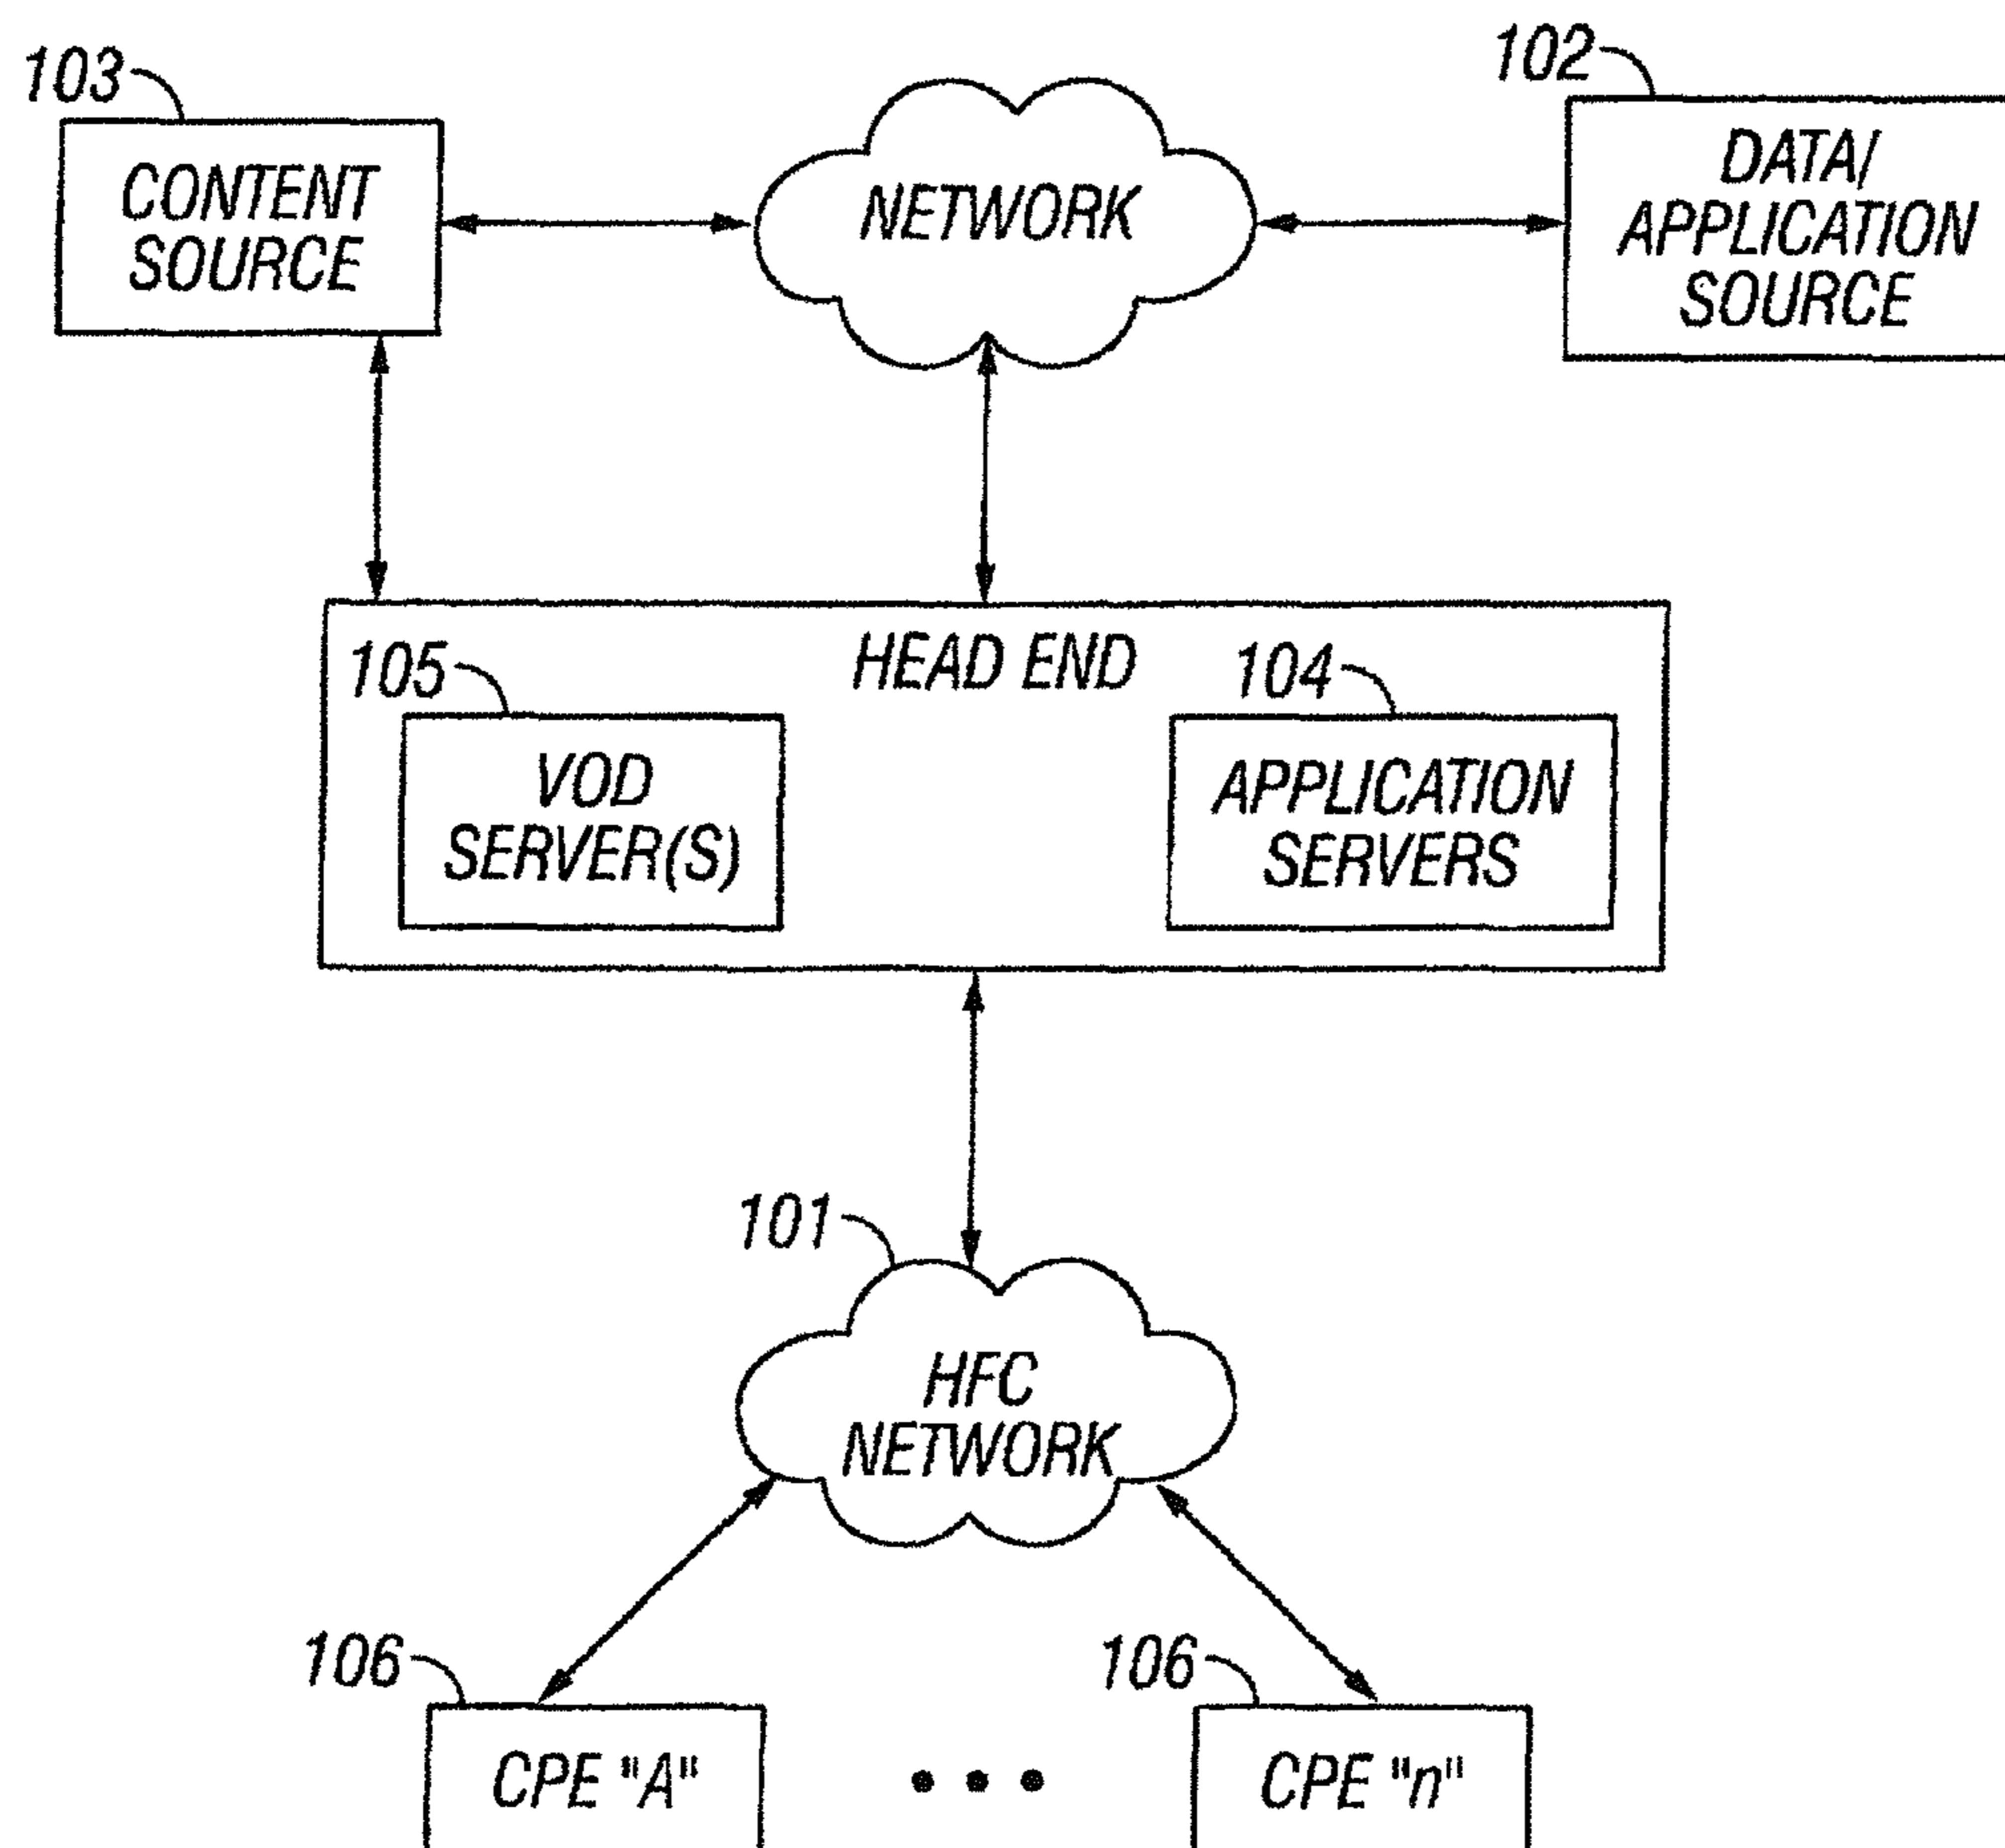 103
102
CONTENT
SOURCE
NETWORK
DATA/
APPLICATION
SOURCE
HEAD END
105
104
VOD
SERVER(S)
APPLICATION
SERVERS
101
HFC
NETWORK
106
106
CPE "A"
• • •
CPE "n"